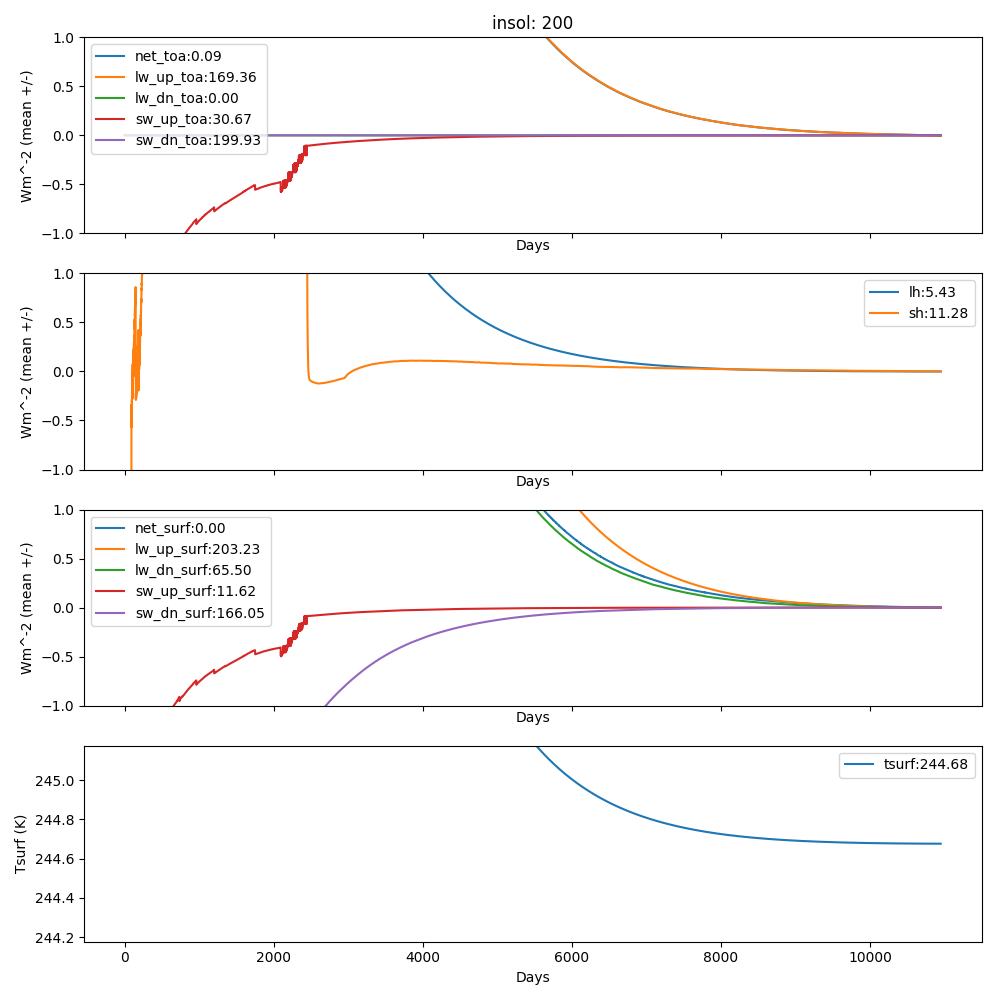 insol: 200
1.0
0.5
0.0
−0.5
−1.0
Wm^-2 (mean +/-)
net_toa:0.09
lw_up_toa:169.36
lw_dn_toa:0.00
sw_up_toa:30.67
sw_dn_toa:199.93
Days
1.0
0.5
0.0
−0.5
−1.0
Wm^-2 (mean +/-)
lh:5.43
sh:11.28
Days
1.0
0.5
0.0
−0.5
−1.0
Wm^-2 (mean +/-)
net_surf:0.00
lw_up_surf:203.23
lw_dn_surf:65.50
sw_up_surf:11.62
sw_dn_surf:166.05
Days
245.0
244.8
244.6
244.4
244.2
Tsurf (K)
tsurf:244.68
0 2000 4000 6000 8000 10000
Days